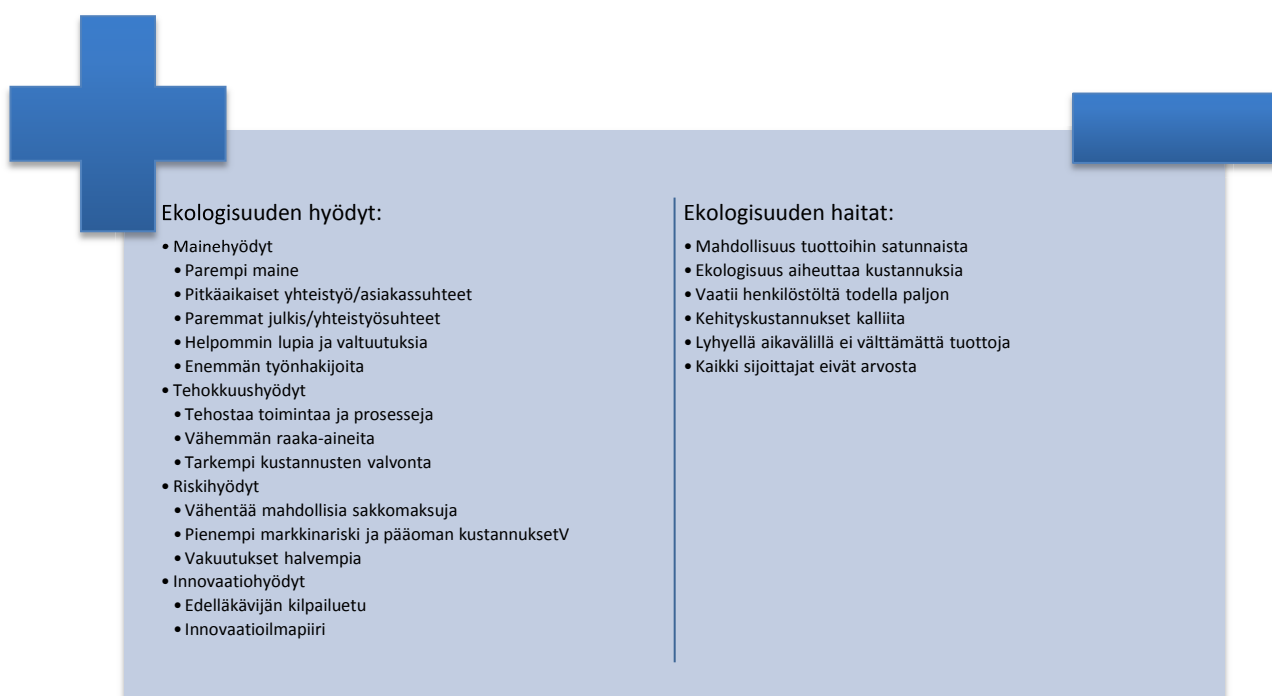 Ekologisuuden hyödyt:
• Mainehyödyt
• Parempi maine
• Pitkäaikaiset yhteistyö/asiakassuhteet
• Paremmat julkis/yhteistyösuhteet
• Helpommin lupia ja valtuutuksia
• Enemmän työnhakijoita
• Tehokkuushyödyt
• Tehostaa toimintaa ja prosesseja
• Vähemmän raaka-aineita
• Tarkempi kustannusten valvonta
• Riskihyödyt
• Vähentää mahdollisia sakkomaksuja
• Pienempi markkinariski ja pääoman kustannuksetV
• Vakuutukset halvempia
• Innovaatiohyödyt
• Edelläkävijän kilpailuetu
• Innovaatioilmapiiri
Ekologisuuden haitat:
• Mahdollisuus tuottoihin satunnaista
• Ekologisuus aiheuttaa kustannuksia
• Vaatii henkilöstöltä todella paljon
• Kehityskustannukset kalliita
• Lyhyellä aikavälillä ei välttämättä tuottoja
• Kaikki sijoittajat eivät arvosta